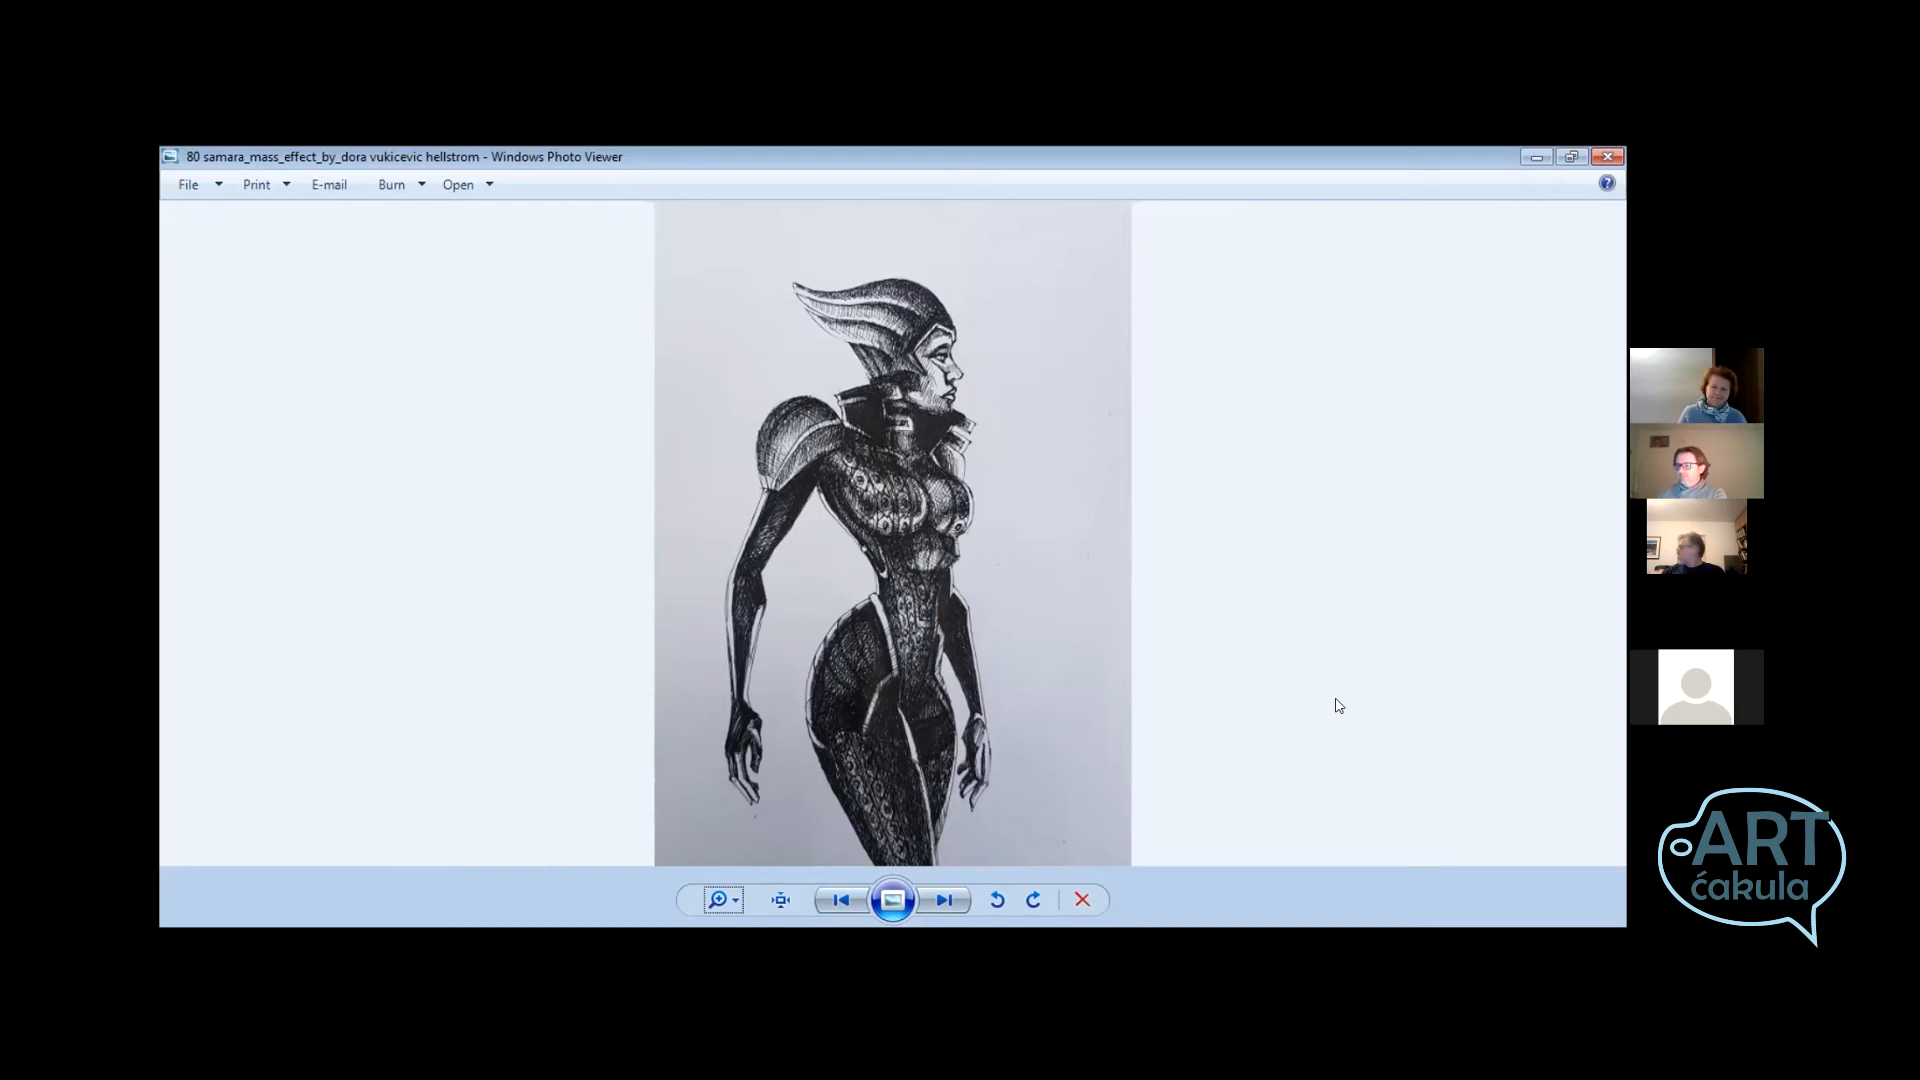 80 samara_mass_effect_by_dora vukicevic hellstrom - Windows Photo Viewer
File Print E-mail Burn Open
ART
ćakula